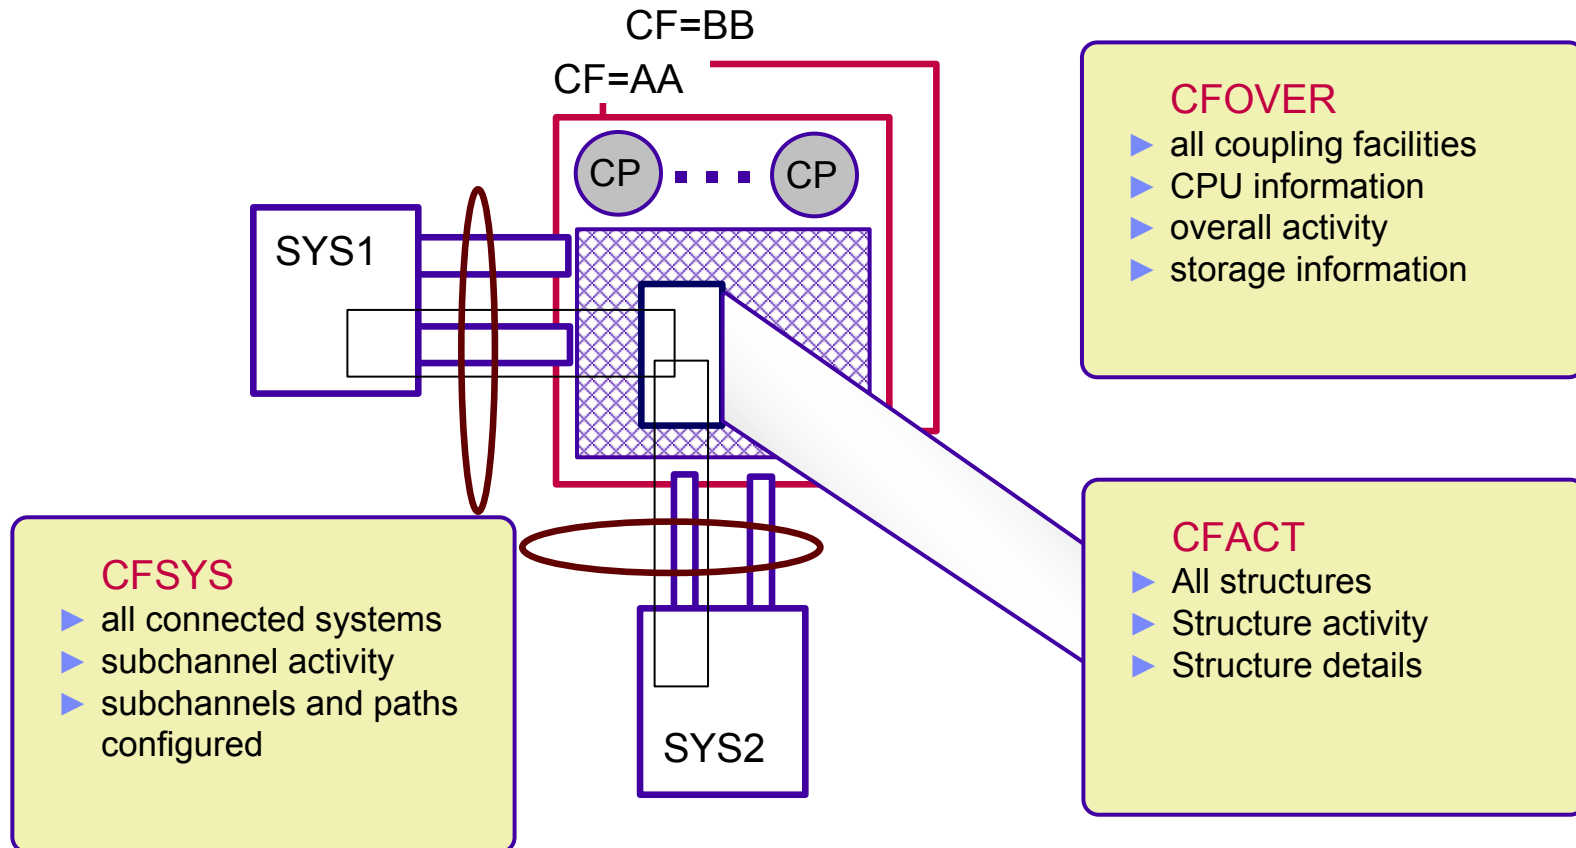 CF=BB
CF=AA
CP
CP
SYS1
CFOVER
all coupling facilities
CPU information
overall activity
storage information
CFSYS
all connected systems
subchannel activity
subchannels and paths
configured
SYS2
CFACT
All structures
Structure activity
Structure details